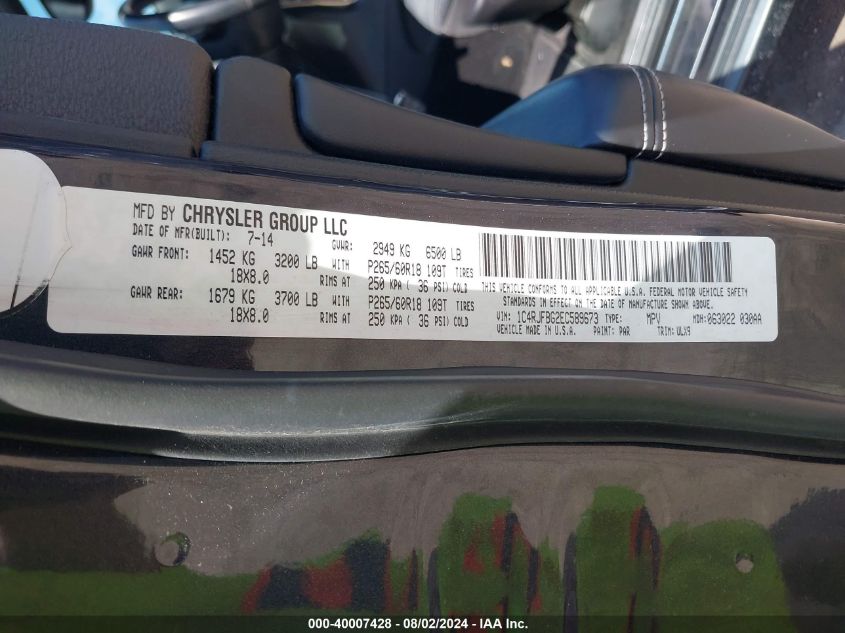 MFD BY CHRYSLER GROUP LLC
DATE OF MFR(BUILT): 7-14 GVWR: 2949 KG 6500 LB
GAWR FRONT: 1452 KG 3200 LB WITH P265/60R18 109T TIRES
18X8.0 RIMS AT 250 KPA ( 36 PSI) COLD
GAWR REAR: 1679 KG 3700 LB WITH P265/60R18 109T TIRES
18X8.0 RIMS AT 250 KPA ( 36 PSI) COLD
THIS VEHICLE CONFORMS TO ALL APPLICABLE U.S.A. FEDERAL MOTOR VEHICLE SAFETY
STANDARDS IN EFFECT ON THE DATE OF MANUFACTURE SHOWN ABOVE.
VIN: 1C4RJFBG2EC589673 TYPE: MPV MDH: 063022 030AA
VEHICLE MADE IN U.S.A. PAINT: PAR TRIM: VLX9
000-40007428 - 08/02/2024 - IAA Inc.